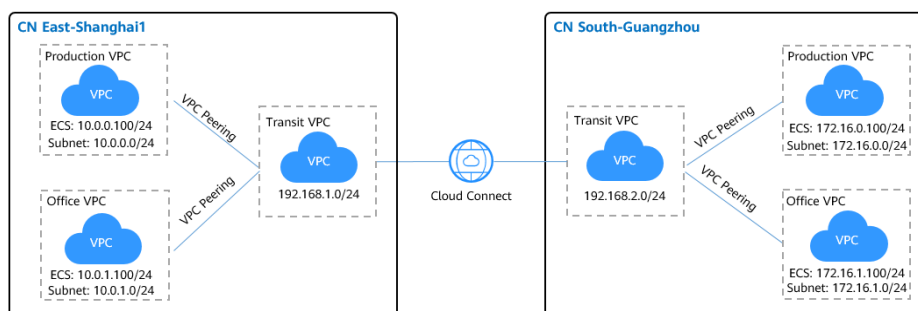 CN East-Shanghai1
Production VPC
VPC
ECS: 10.0.0.100/24
Subnet: 10.0.0.0/24
VPC Peering
Office VPC
VPC
ECS: 10.0.1.100/24
Subnet: 10.0.1.0/24
VPC Peering
Transit VPC
VPC
192.168.1.0/24
Cloud Connect
CN South-Guangzhou
Transit VPC
VPC
192.168.2.0/24
VPC Peering
Production VPC
VPC
ECS: 172.16.0.100/24
Subnet: 172.16.0.0/24
VPC Peering
Office VPC
VPC
ECS: 172.16.1.100/24
Subnet: 172.16.1.0/24